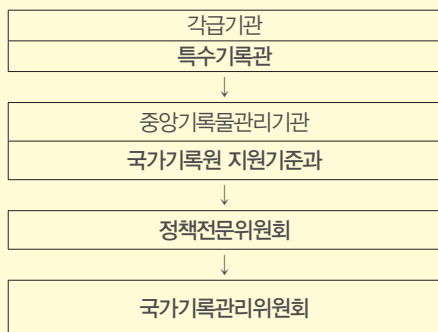 각급기관
특수기록관
↓
중앙기록물관리기관
국가기록원 지원기준과
↓
정책전문위원회
↓
국가기록관리위원회